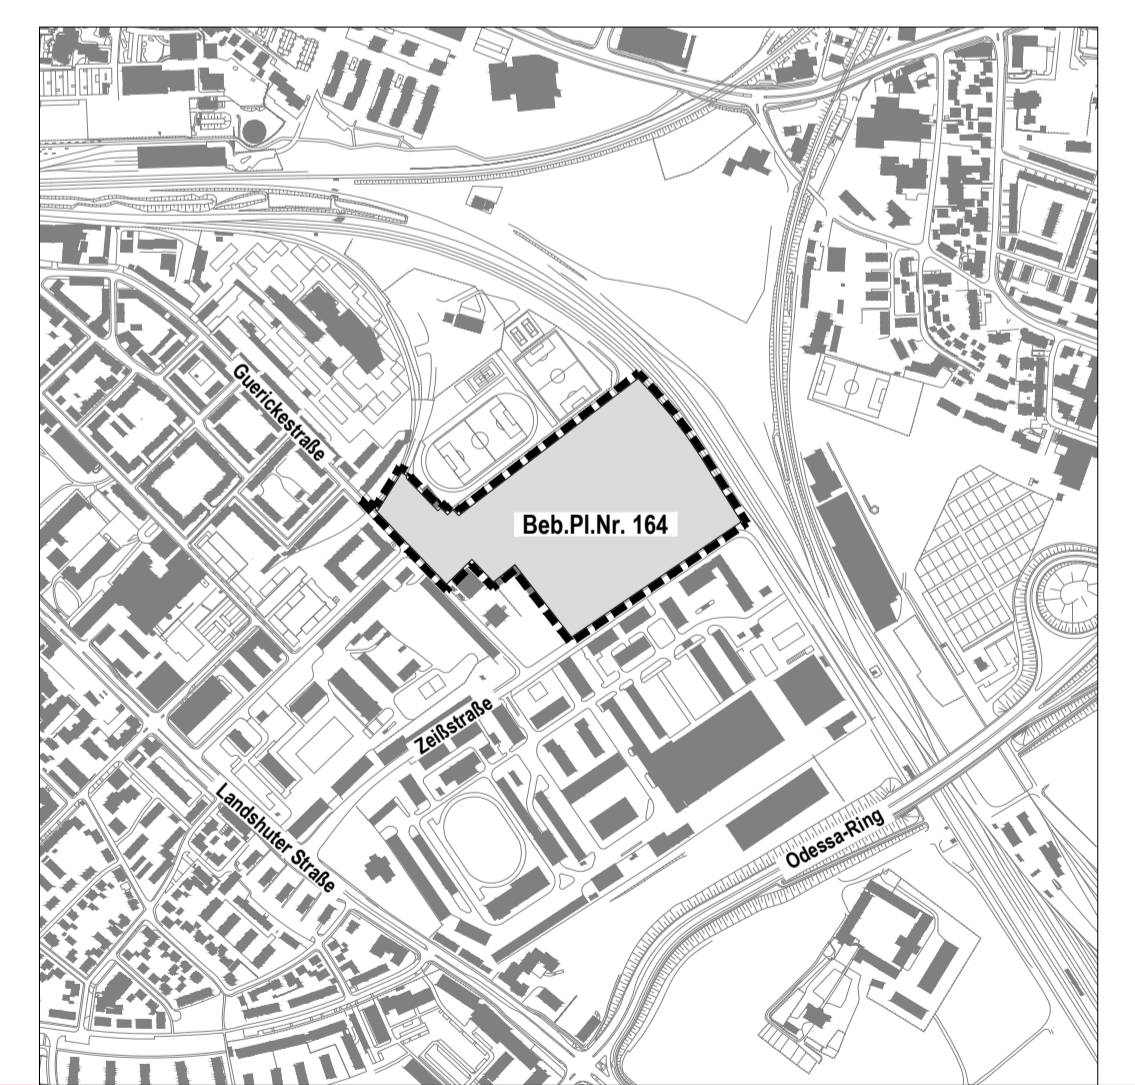 Guerickestraße
Beb.Pl.Nr. 164
Zeißstraße
Landshuter Straße
Odessa-Ring